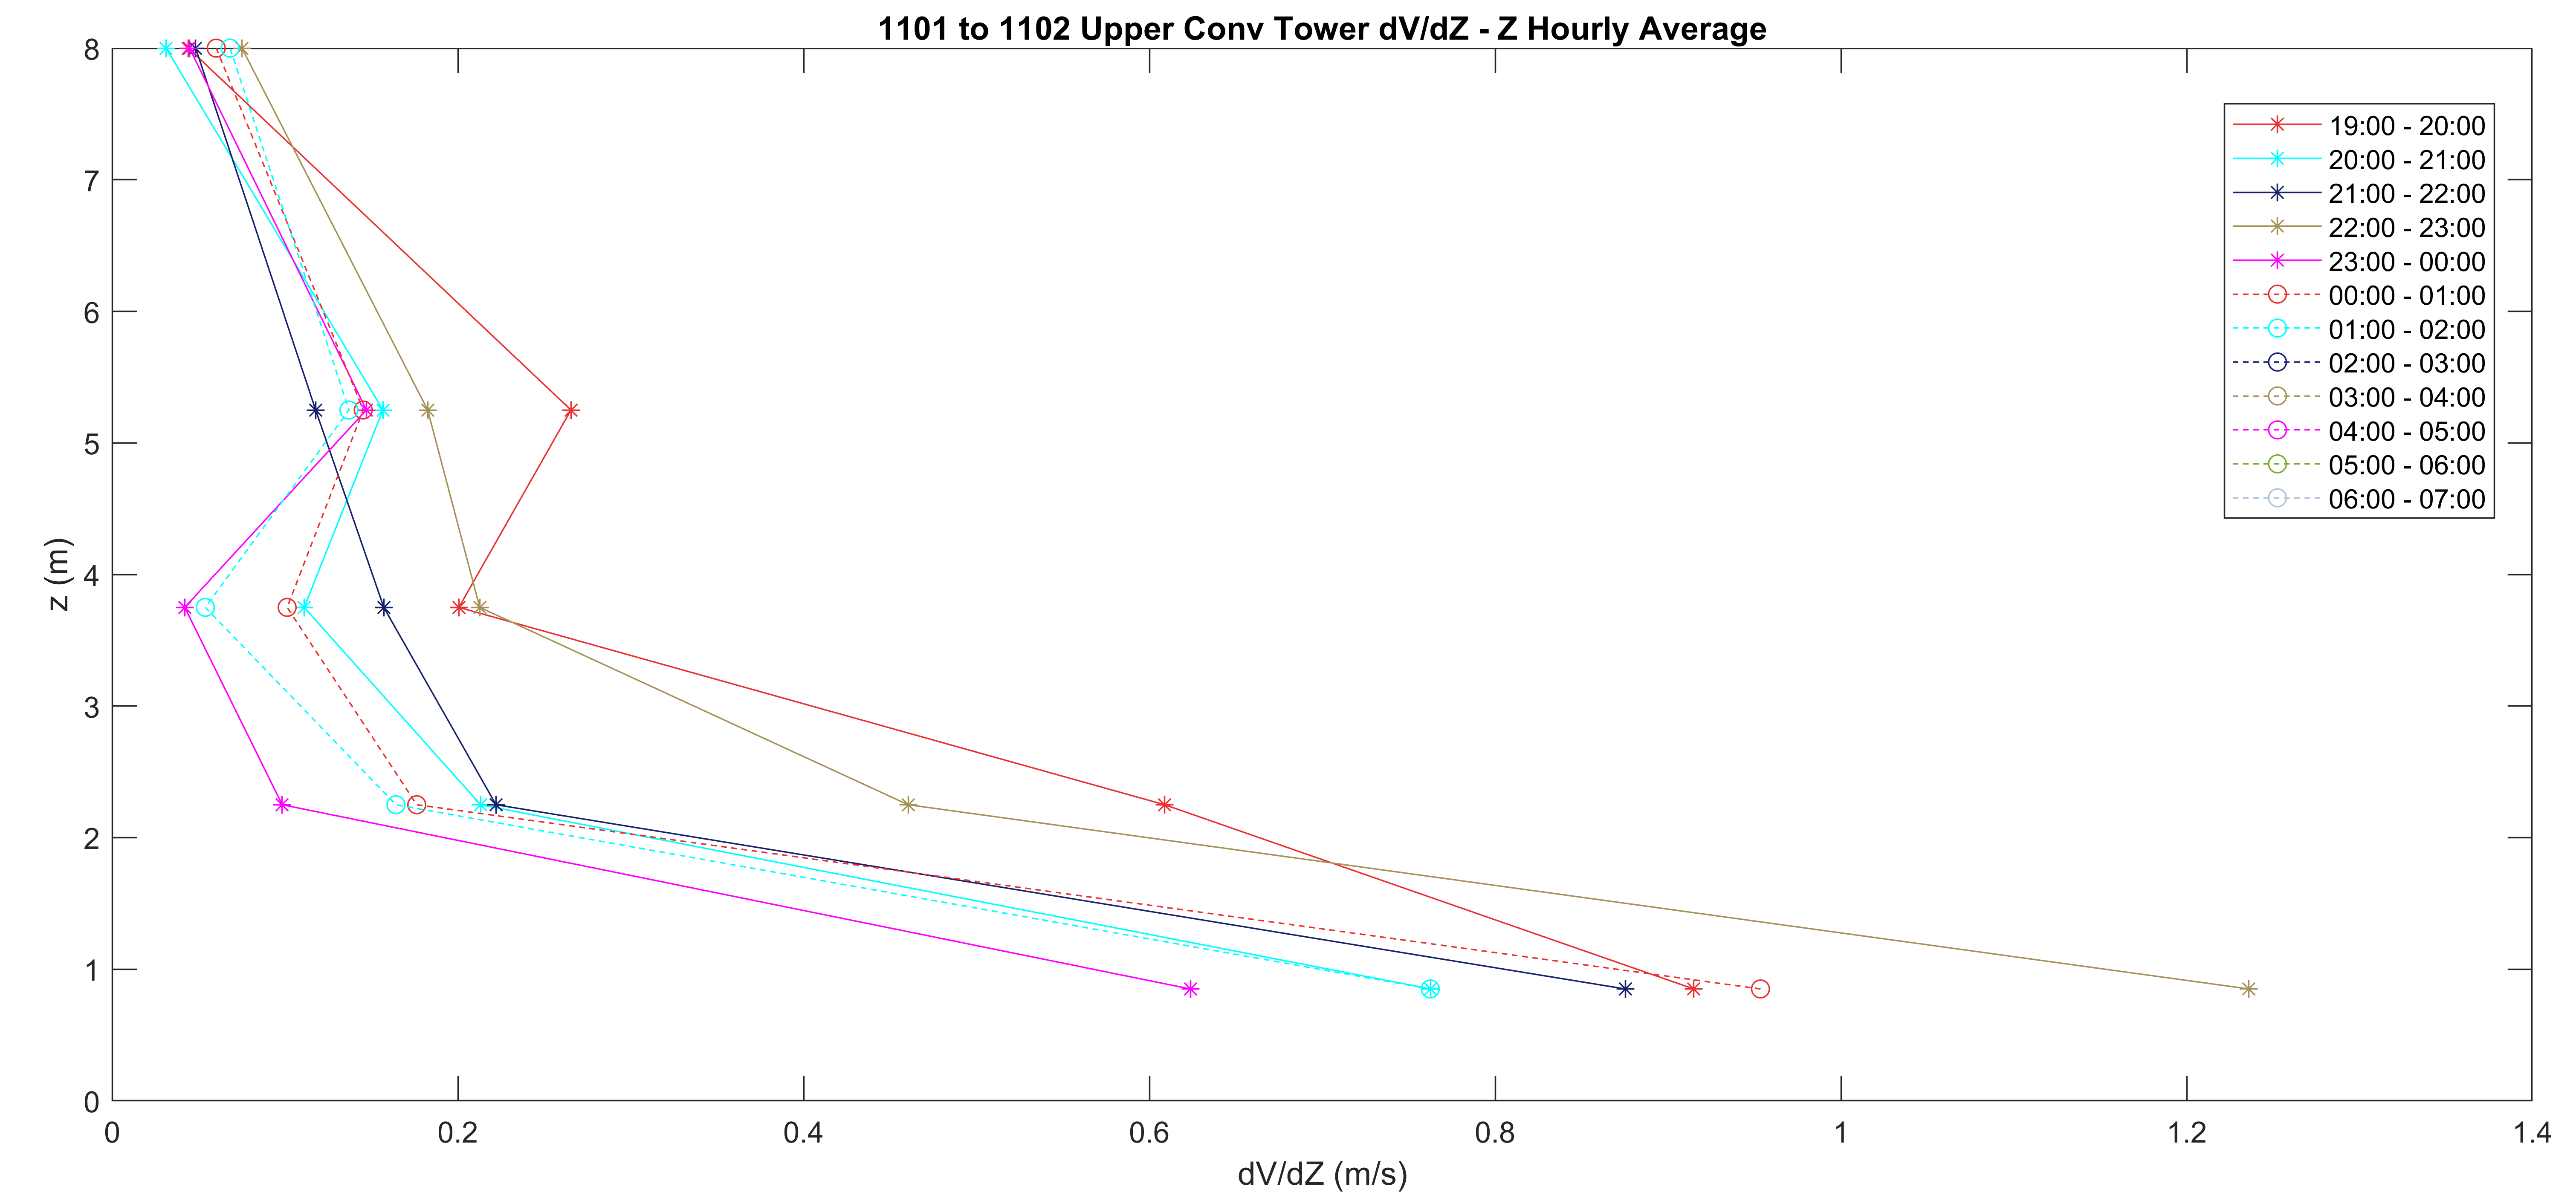 1101 to 1102 Upper Conv Tower dV/dZ - Z Hourly Average
8
7
6
5
4
3
2
1
0
z (m)
19:00 - 20:00
20:00 - 21:00
21:00 - 22:00
22:00 - 23:00
23:00 - 00:00
00:00 - 01:00
01:00 - 02:00
02:00 - 03:00
03:00 - 04:00
04:00 - 05:00
05:00 - 06:00
06:00 - 07:00
0 0.2 0.4 0.6 0.8 1 1.2 1.4
dV/dZ (m/s)